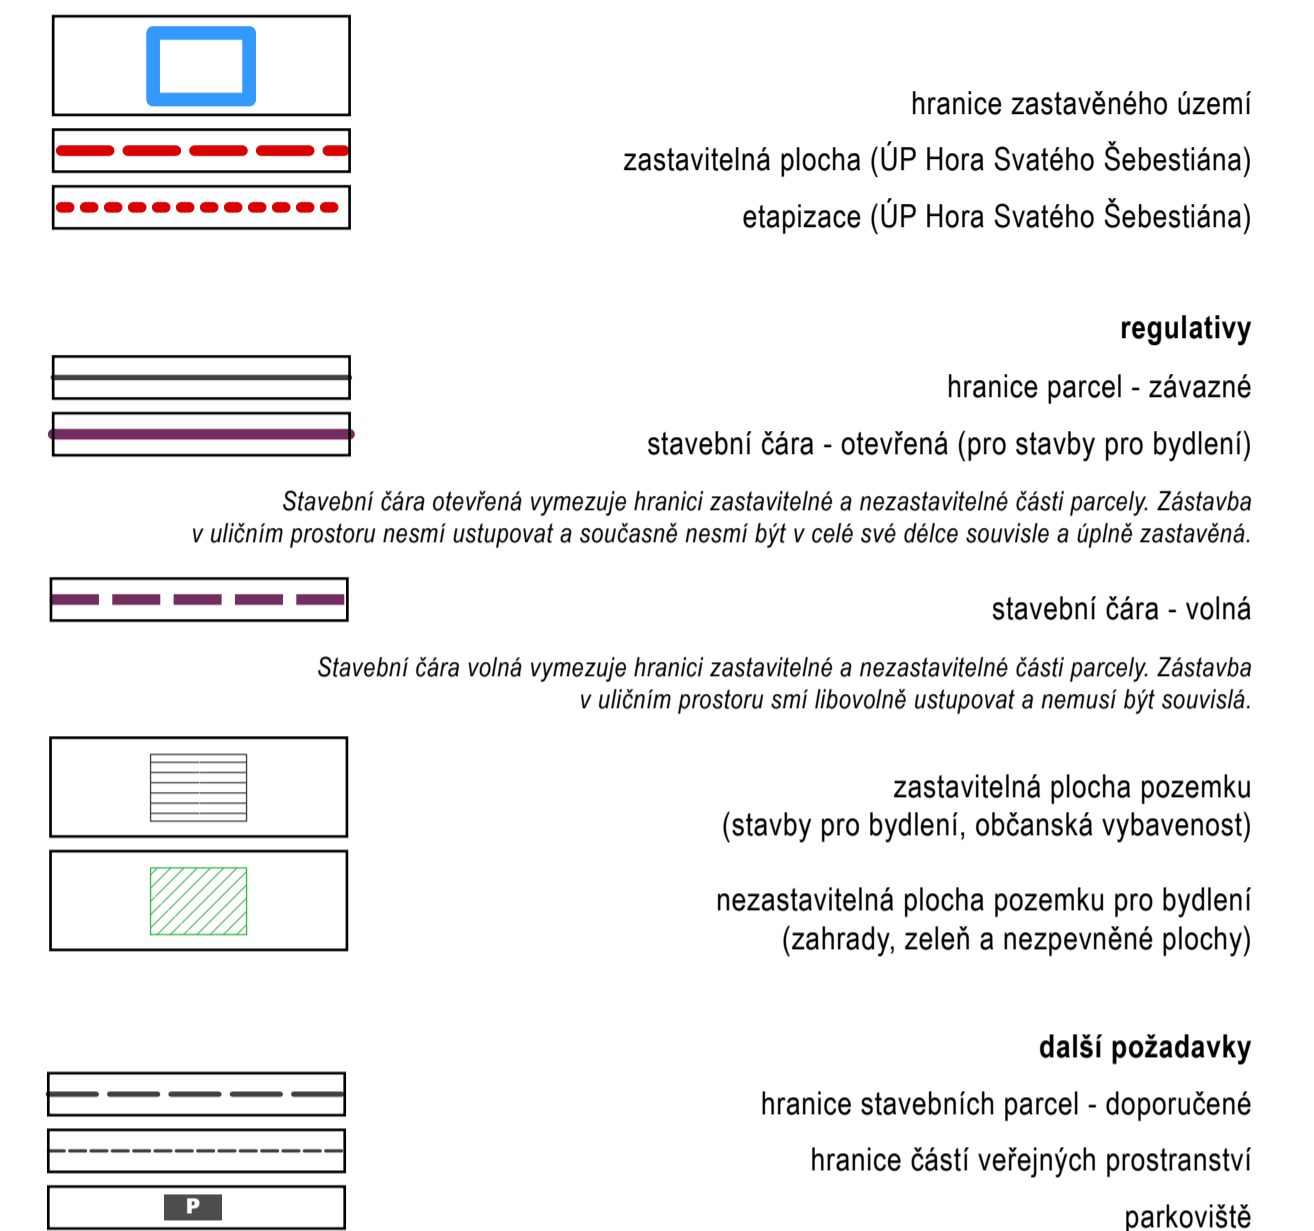 hranice zastavěného území
zastavitelná plocha (ÚP Hora Svatého Šebestiána)
etapizace (ÚP Hora Svatého Šebestiána)
regulativy
hranice parcel - závazné
stavební čára - otevřená (pro stavby pro bydlení)
Stavební čára otevřená vymezuje hranici zastavitelné a nezastavitelné části parcely. Zástavba
v uličním prostoru nesmí ustupovat a současně nesmí být v celé své délce souvisle a úplně zastavěná.
stavební čára - volná
Stavební čára volná vymezuje hranici zastavitelné a nezastavitelné části parcely. Zástavba
v uličním prostoru smí libovolně ustupovat a nemusí být souvislá.
zastavitelná plocha pozemku
(stavby pro bydlení, občanská vybavenost)
nezastavitelná plocha pozemku pro bydlení
(zahrady, zeleň a nezpevněné plochy)
další požadavky
hranice stavebních parcel - doporučené
hranice částí veřejných prostranství
P
parkoviště